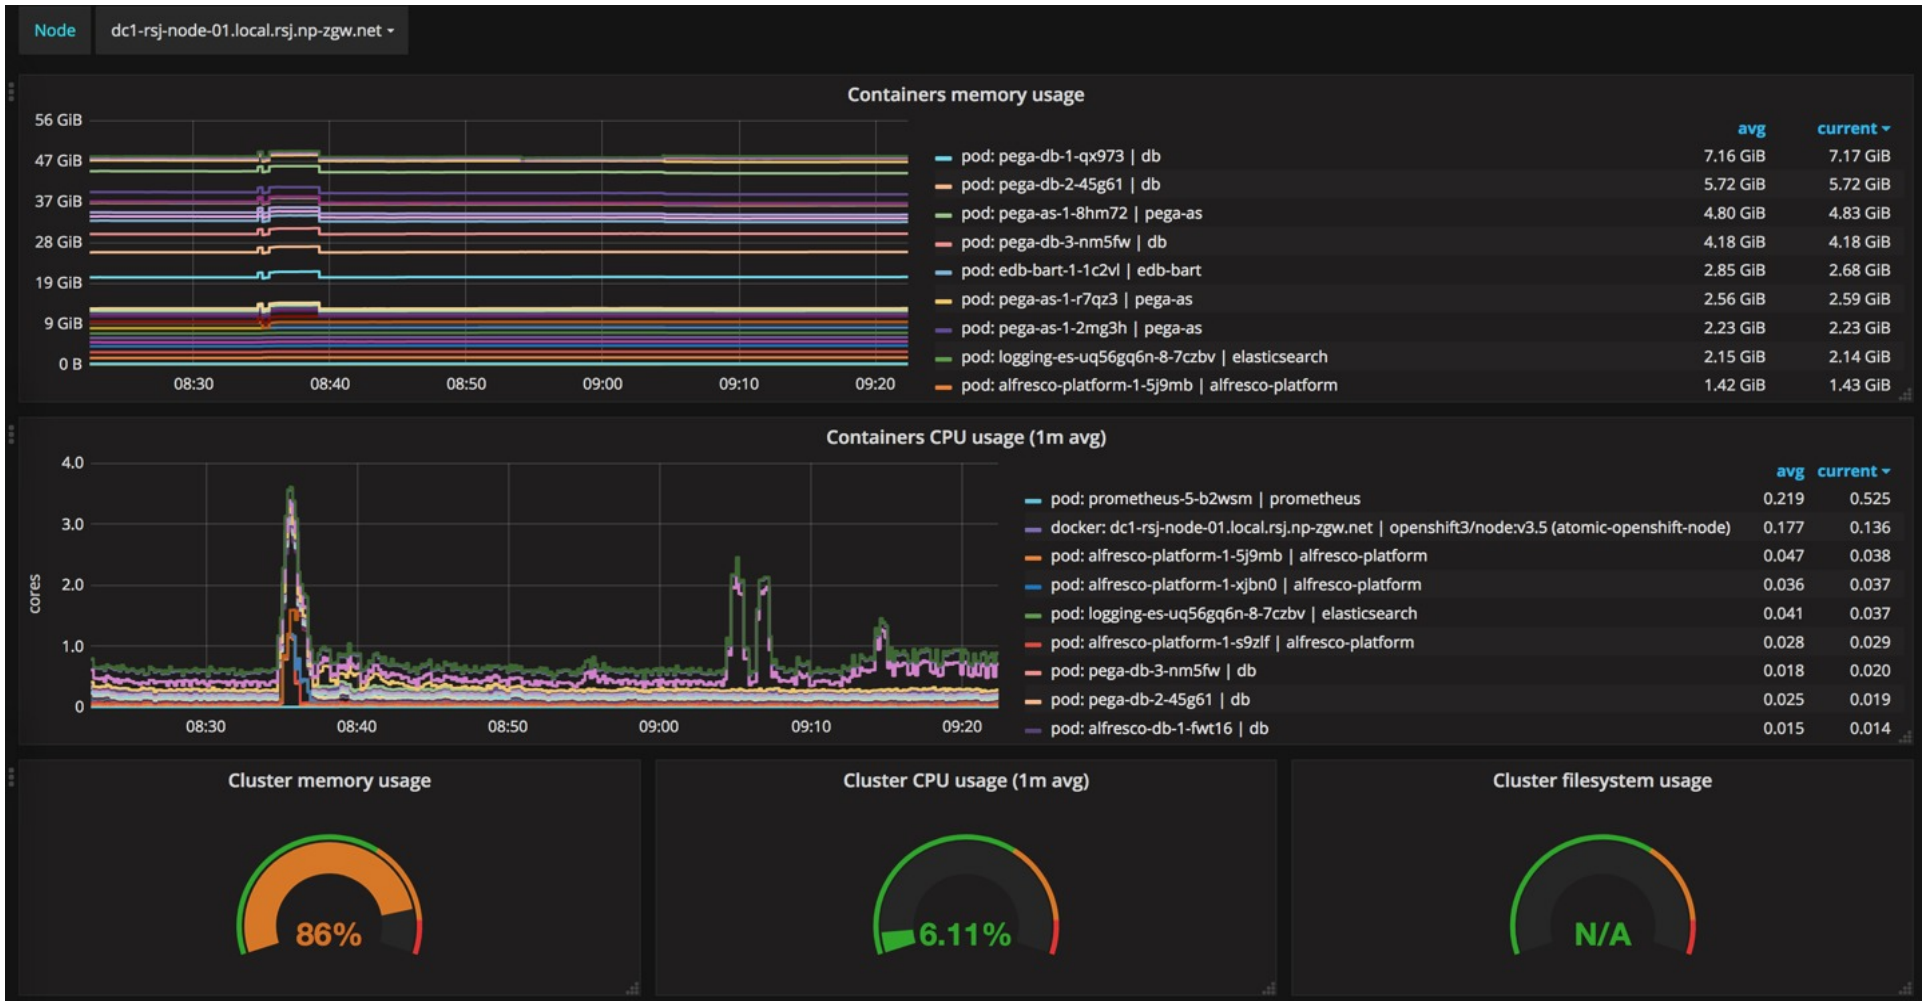 Node dc1-rsj-node-01.local.rsj.np-zgw.net
Containers memory usage
56 GiB
47 GiB
37 GiB
28 GiB
19 GiB
9 GiB
0 B
08:30 08:40 08:50 09:00 09:10 09:20
avg current
pod: pega-db-1-qx973 | db 7.16 GiB 7.17 GiB
pod: pega-db-2-45g61 | db 5.72 GiB 5.72 GiB
pod: pega-as-1-8hm72 | pega-as 4.80 GiB 4.83 GiB
pod: pega-db-3-nm5fw | db 4.18 GiB 4.18 GiB
pod: edb-bart-1-1c2vl | edb-bart 2.85 GiB 2.68 GiB
pod: pega-as-1-r7qz3 | pega-as 2.56 GiB 2.59 GiB
pod: pega-as-1-2mg3h | pega-as 2.23 GiB 2.23 GiB
pod: logging-es-uq56gq6n-8-7czbv | elasticsearch 2.15 GiB 2.14 GiB
pod: alfresco-platform-1-5j9mb | alfresco-platform 1.42 GiB 1.43 GiB
Containers CPU usage (1m avg)
cores
4.0
3.0
2.0
1.0
0
08:30 08:40 08:50 09:00 09:10 09:20
avg current
pod: prometheus-5-b2wsm | prometheus 0.219 0.525
docker: dc1-rsj-node-01.local.rsj.np-zgw.net | openshift3/node:v3.5 (atomic-openshift-node) 0.177 0.136
pod: alfresco-platform-1-5j9mb | alfresco-platform 0.047 0.038
pod: alfresco-platform-1-xjbn0 | alfresco-platform 0.036 0.037
pod: logging-es-uq56gq6n-8-7czbv | elasticsearch 0.041 0.037
pod: alfresco-platform-1-s9zlf | alfresco-platform 0.028 0.029
pod: pega-db-3-nm5fw | db 0.018 0.020
pod: pega-db-2-45g61 | db 0.025 0.019
pod: alfresco-db-1-fwt16 | db 0.015 0.014
Cluster memory usage
86%
Cluster CPU usage (1m avg)
6.11%
Cluster filesystem usage
N/A